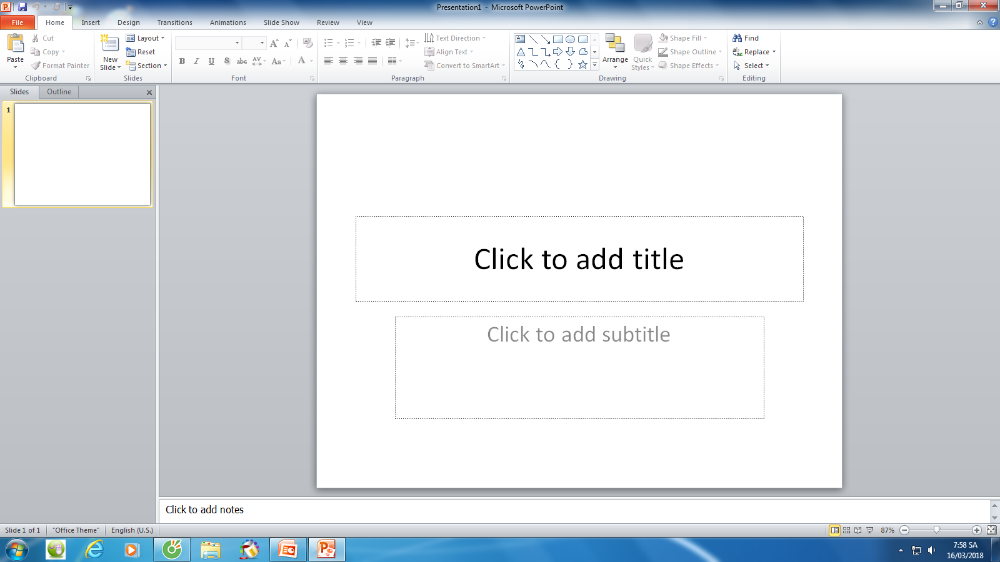 Presentation1 - Microsoft PowerPoint
File Home Insert Design Transitions Animations Slide Show Review View
Paste
Cut
Copy
Format Painter
Clipboard
New Slide
Layout
Reset
Section
Slides
B I U S abc AV Aa A
Font
Text Direction
Align Text
Convert to SmartArt
Paragraph
Arrange
Quick Styles
Shape Fill
Shape Outline
Shape Effects
Drawing
Find
Replace
Select
Editing
Slides Outline
1
Click to add title
Click to add subtitle
Click to add notes
Slide 1 of 1 "Office Theme" English (U.S.) 87%
7:58 SA
16/03/2018